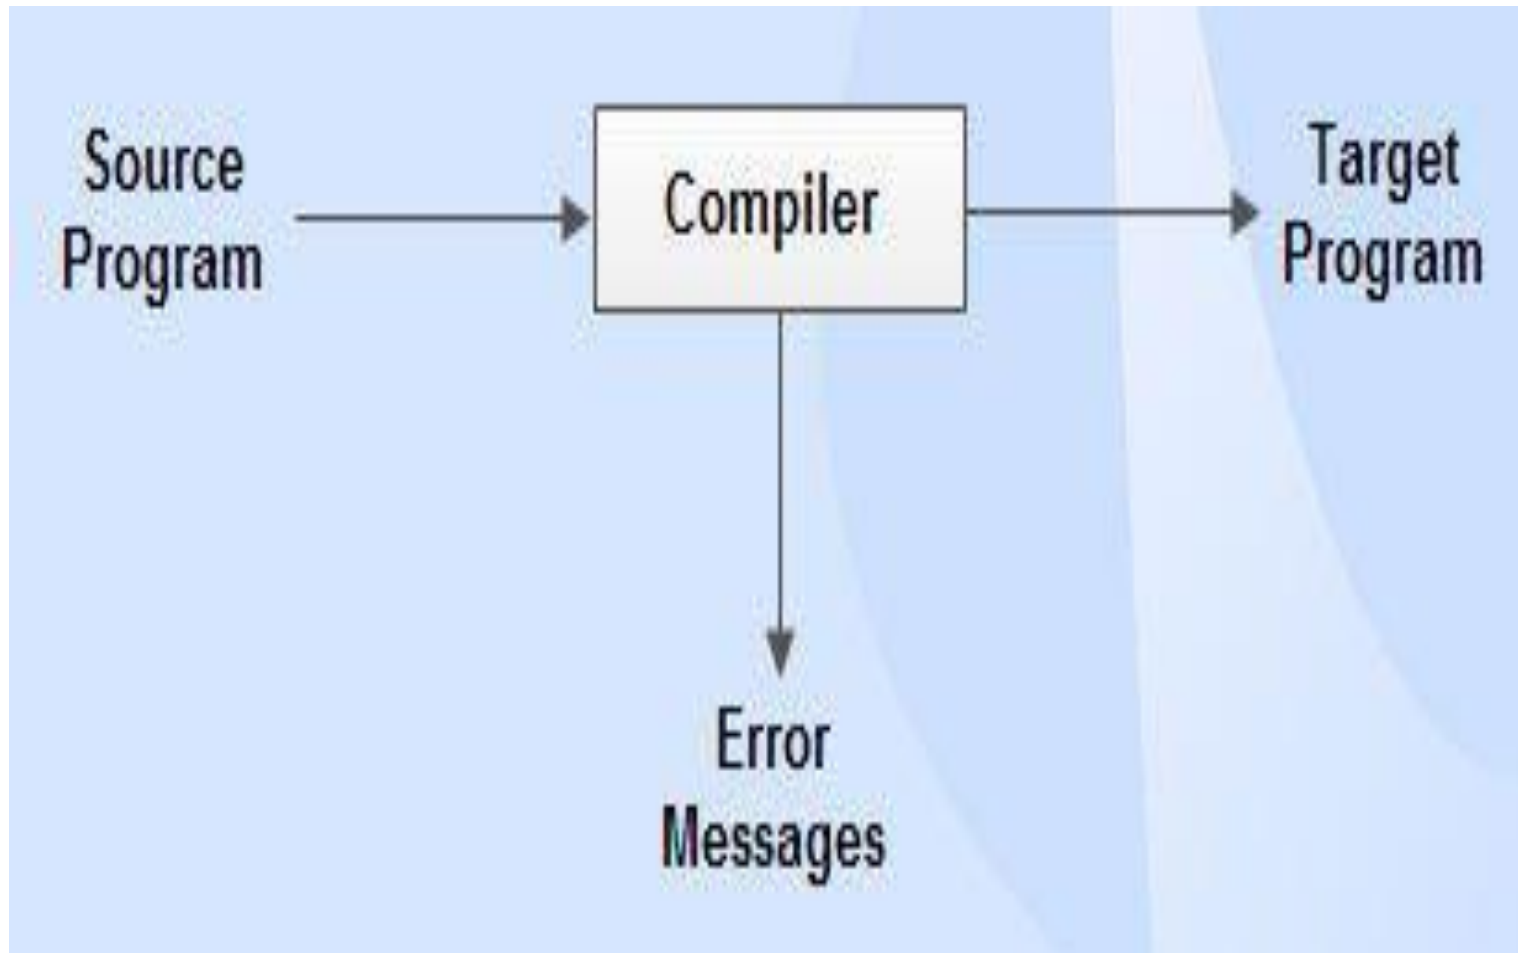 Source
Program
Compiler
Target
Program
Error
Messages